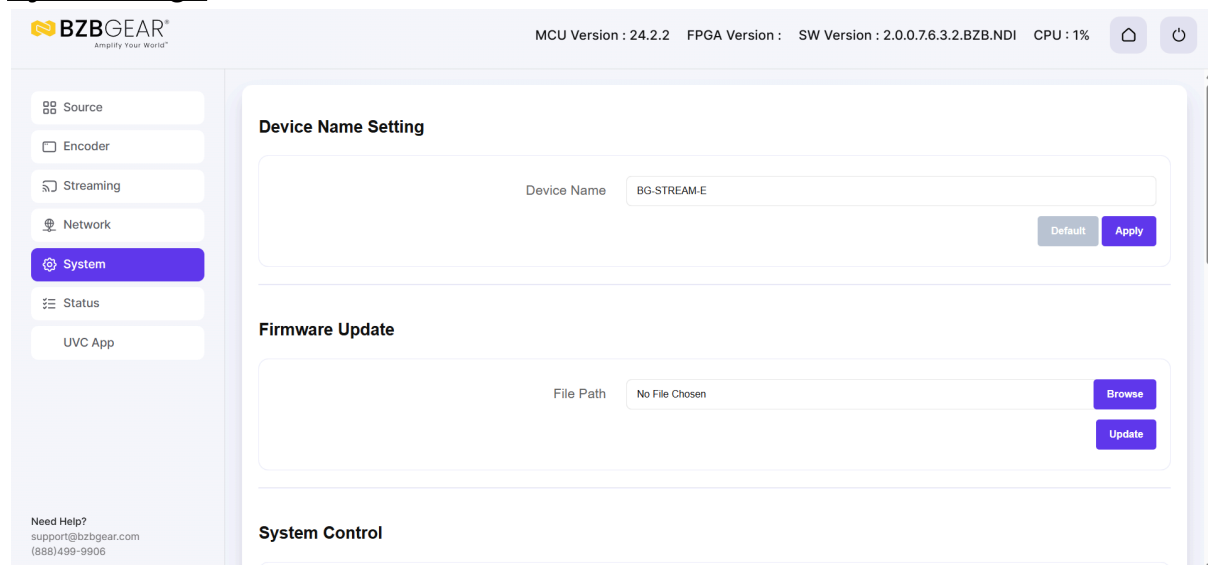 BZBGEAR®
Amplify Your World™
MCU Version : 24.2.2 FPGA Version : SW Version : 2.0.0.7.6.3.2.BZB.NDI CPU : 1%
Source
Encoder
Streaming
Network
System
Status
UVC App
Need Help?
support@bzbgear.com
(888)499-9906
Device Name Setting
Device Name BG-STREAM-E
Default Apply
Firmware Update
File Path No File Chosen Browse
Update
System Control